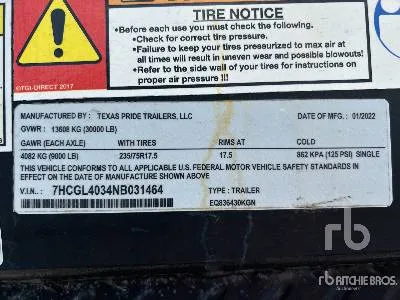 TIRE NOTICE
•Before use you must check the following.
•Check for correct tire pressure.
•Failure to keep your tires pressurized to max air at
all times will result in uneven wear and possible blowouts!
•Refer to the side wall of your tires for instructions on
proper air pressure !!!
©TGI-DIRECT 2017
MANUFACTURED BY : TEXAS PRIDE TRAILERS, LLC DATE OF MFG : 01/2022
GVWR : 13608 KG (30000 LB)
GAWR (EACH AXLE) WITH TIRES RIMS AT COLD
4082 KG (9000 LB) 235/75R17.5 17.5 862 KPA (125 PSI) SINGLE
THIS VEHICLE CONFORMS TO ALL APPLICABLE U.S. FEDERAL MOTOR VEHICLE SAFETY STANDARDS IN
EFFECT ON THE DATE OF MANUFACTURE SHOWN ABOVE
V.I.N. : 7HCGL4034NB031464 TYPE : TRAILER
EQ836430KGN
rb
rb RITCHIE BROS.
Auctioneers